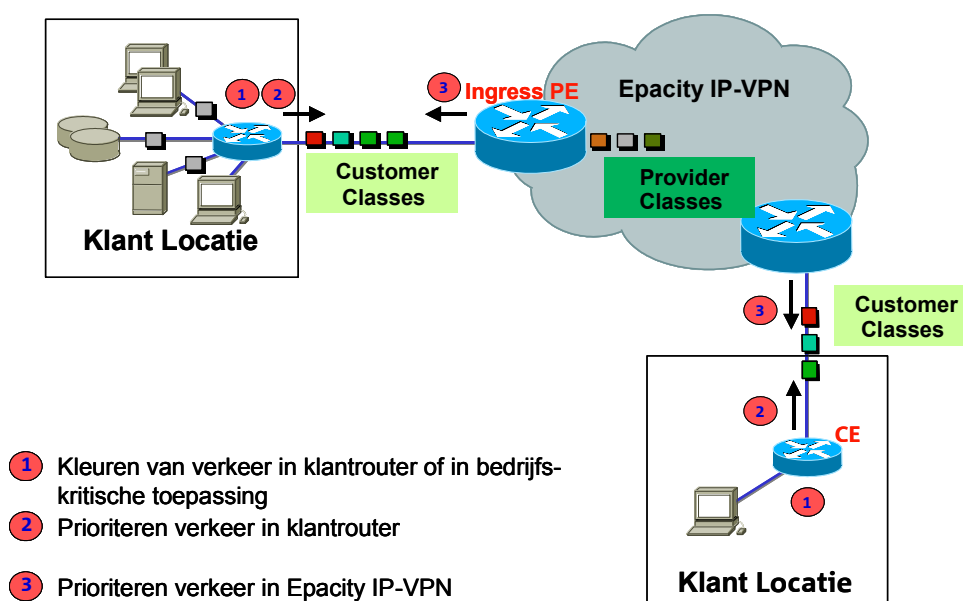 1 2
3 Ingress PE
Epacity IP-VPN
Customer
Classes
Provider
Classes
Klant Locatie
3
Customer
Classes
2
CE
1
Klant Locatie
1 Kleuren van verkeer in klantrouter of in bedrijfs-
kritische toepassing
2 Prioriteren verkeer in klantrouter
3 Prioriteren verkeer in Epacity IP-VPN